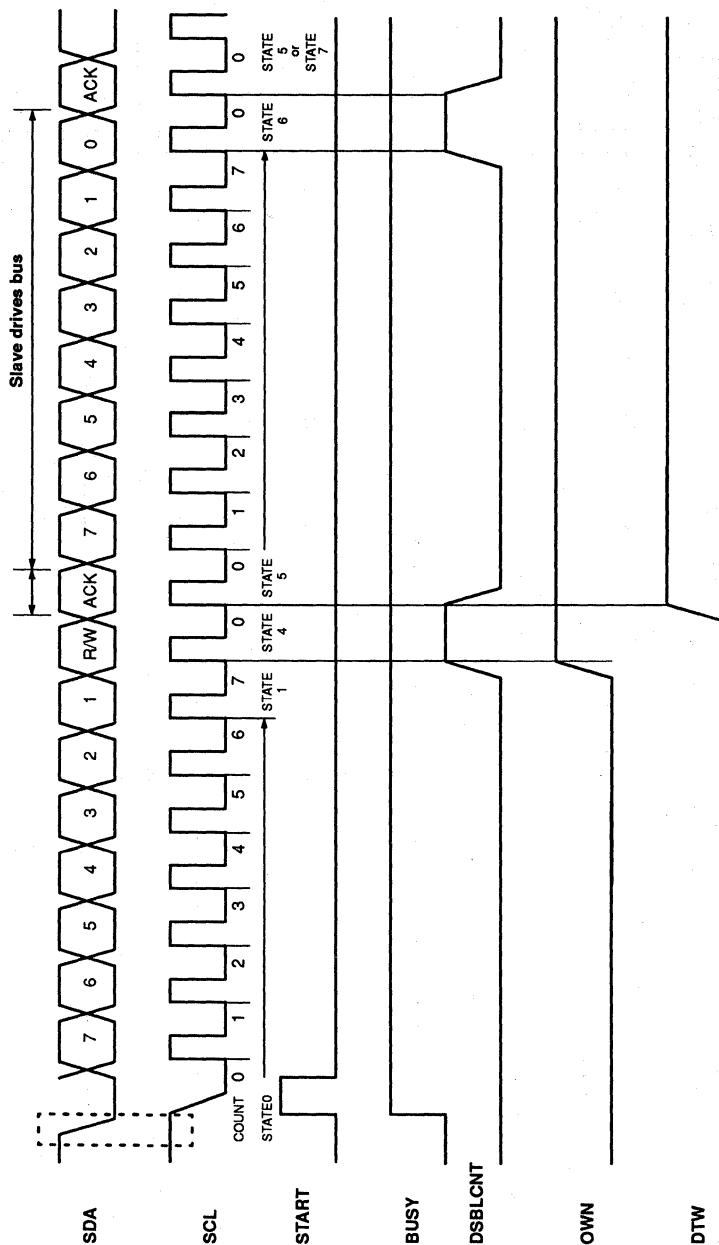 Slave drives bus
SDA 7 6 5 4 3 2 1 R/W ACK 7 6 5 4 3 2 1 0 ACK
SCL
COUNT 0 1 2 3 4 5 6 7 0 0 1 2 3 4 5 6 7 0 0
STATE0
STATE
1
STATE
4
STATE
5
STATE
6
STATE
5
or
STATE
7
START
BUSY
DSBLCNT
OWN
DTW